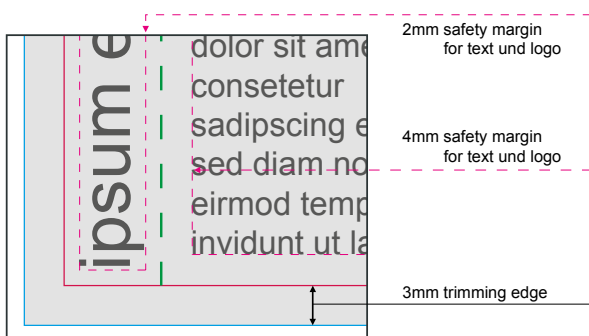 ipsum e
dolor sit ame
consetetur
sadipscing e
sed diam no
eirmod temp
invidunt ut la
2mm safety margin
for text und logo
4mm safety margin
for text und logo
3mm trimming edge